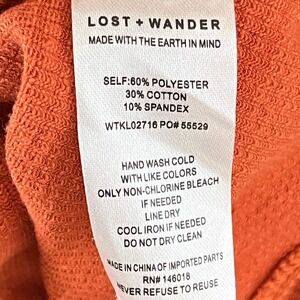 LOST + WANDER
MADE WITH THE EARTH IN MIND
SELF:60% POLYESTER
30% COTTON
10% SPANDEX
WTKL02716 PO# 55529
HAND WASH COLD
WITH LIKE COLORS
ONLY NON-CHLORINE BLEACH
IF NEEDED
LINE DRY
COOL IRON IF NEEDED
DO NOT DRY CLEAN
MADE IN CHINA OF IMPORTED PARTS
RN# 146018
NEVER REFUSE TO REUSE